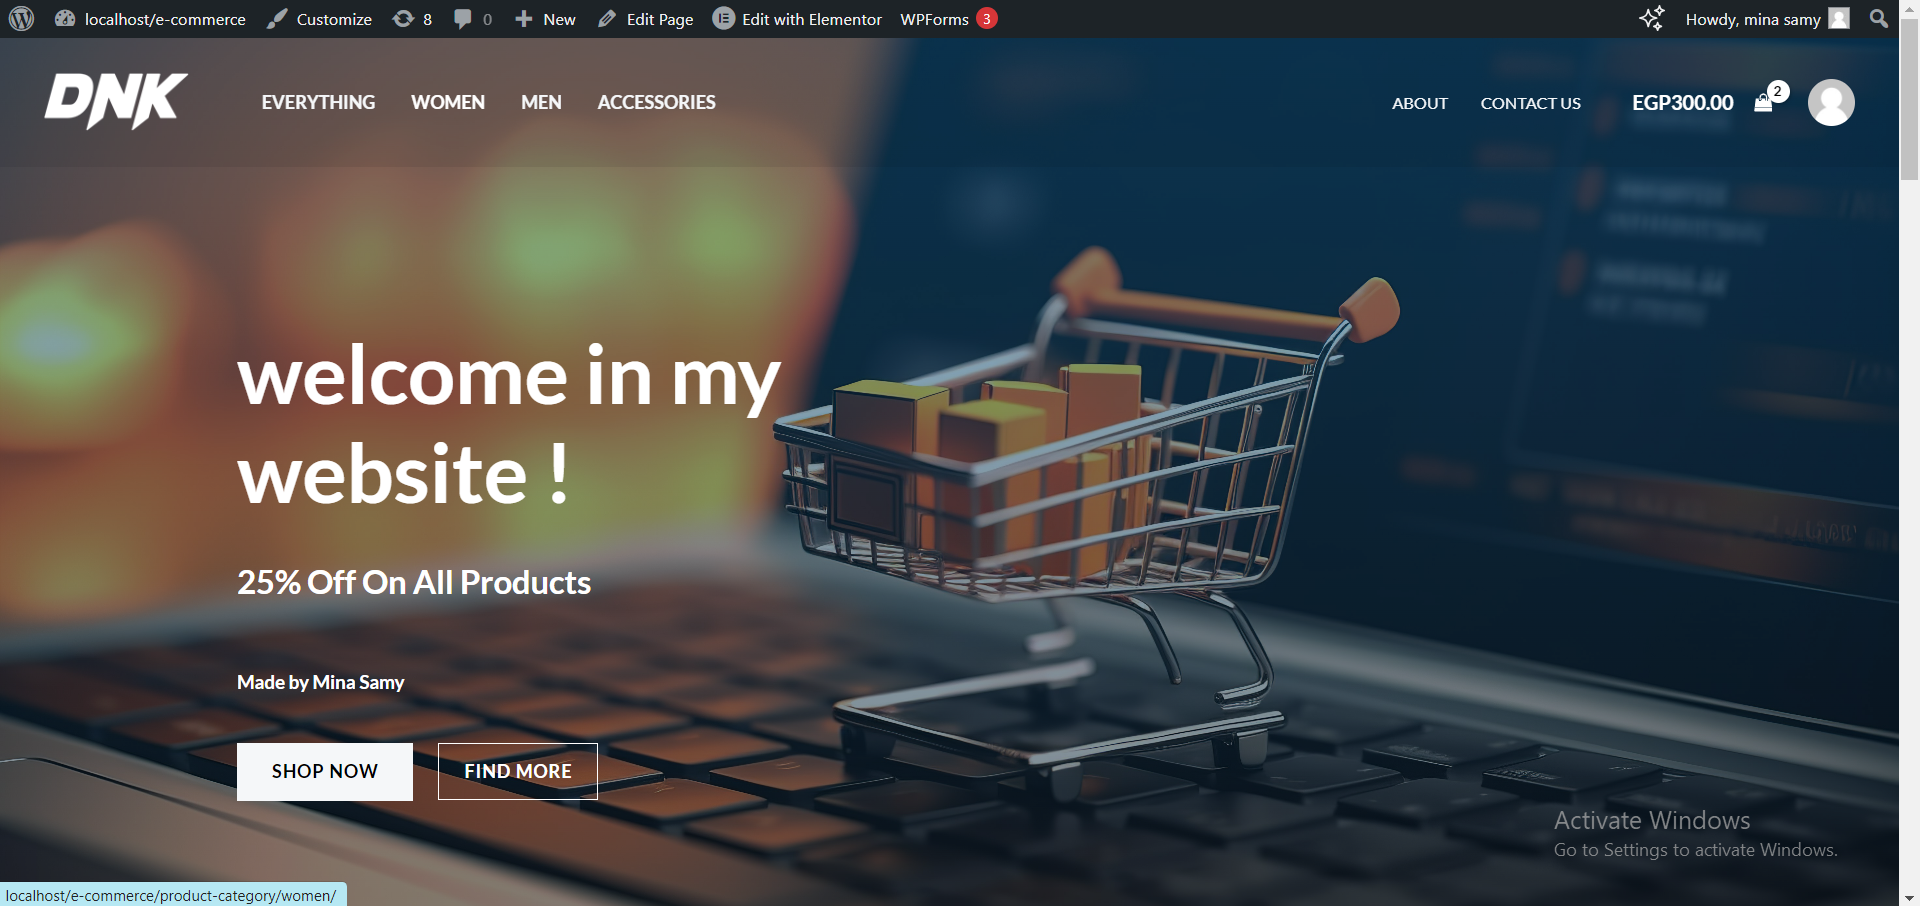 localhost/e-commerce Customize 8 0 New Edit Page Edit with Elementor WPForms 3 Howdy, mina samy
DNK EVERYTHING WOMEN MEN ACCESSORIES ABOUT CONTACT US EGP300.00 2
welcome in my
website !
25% Off On All Products
Made by Mina Samy
SHOP NOW FIND MORE
Activate Windows
Go to Settings to activate Windows.
localhost/e-commerce/product-category/women/